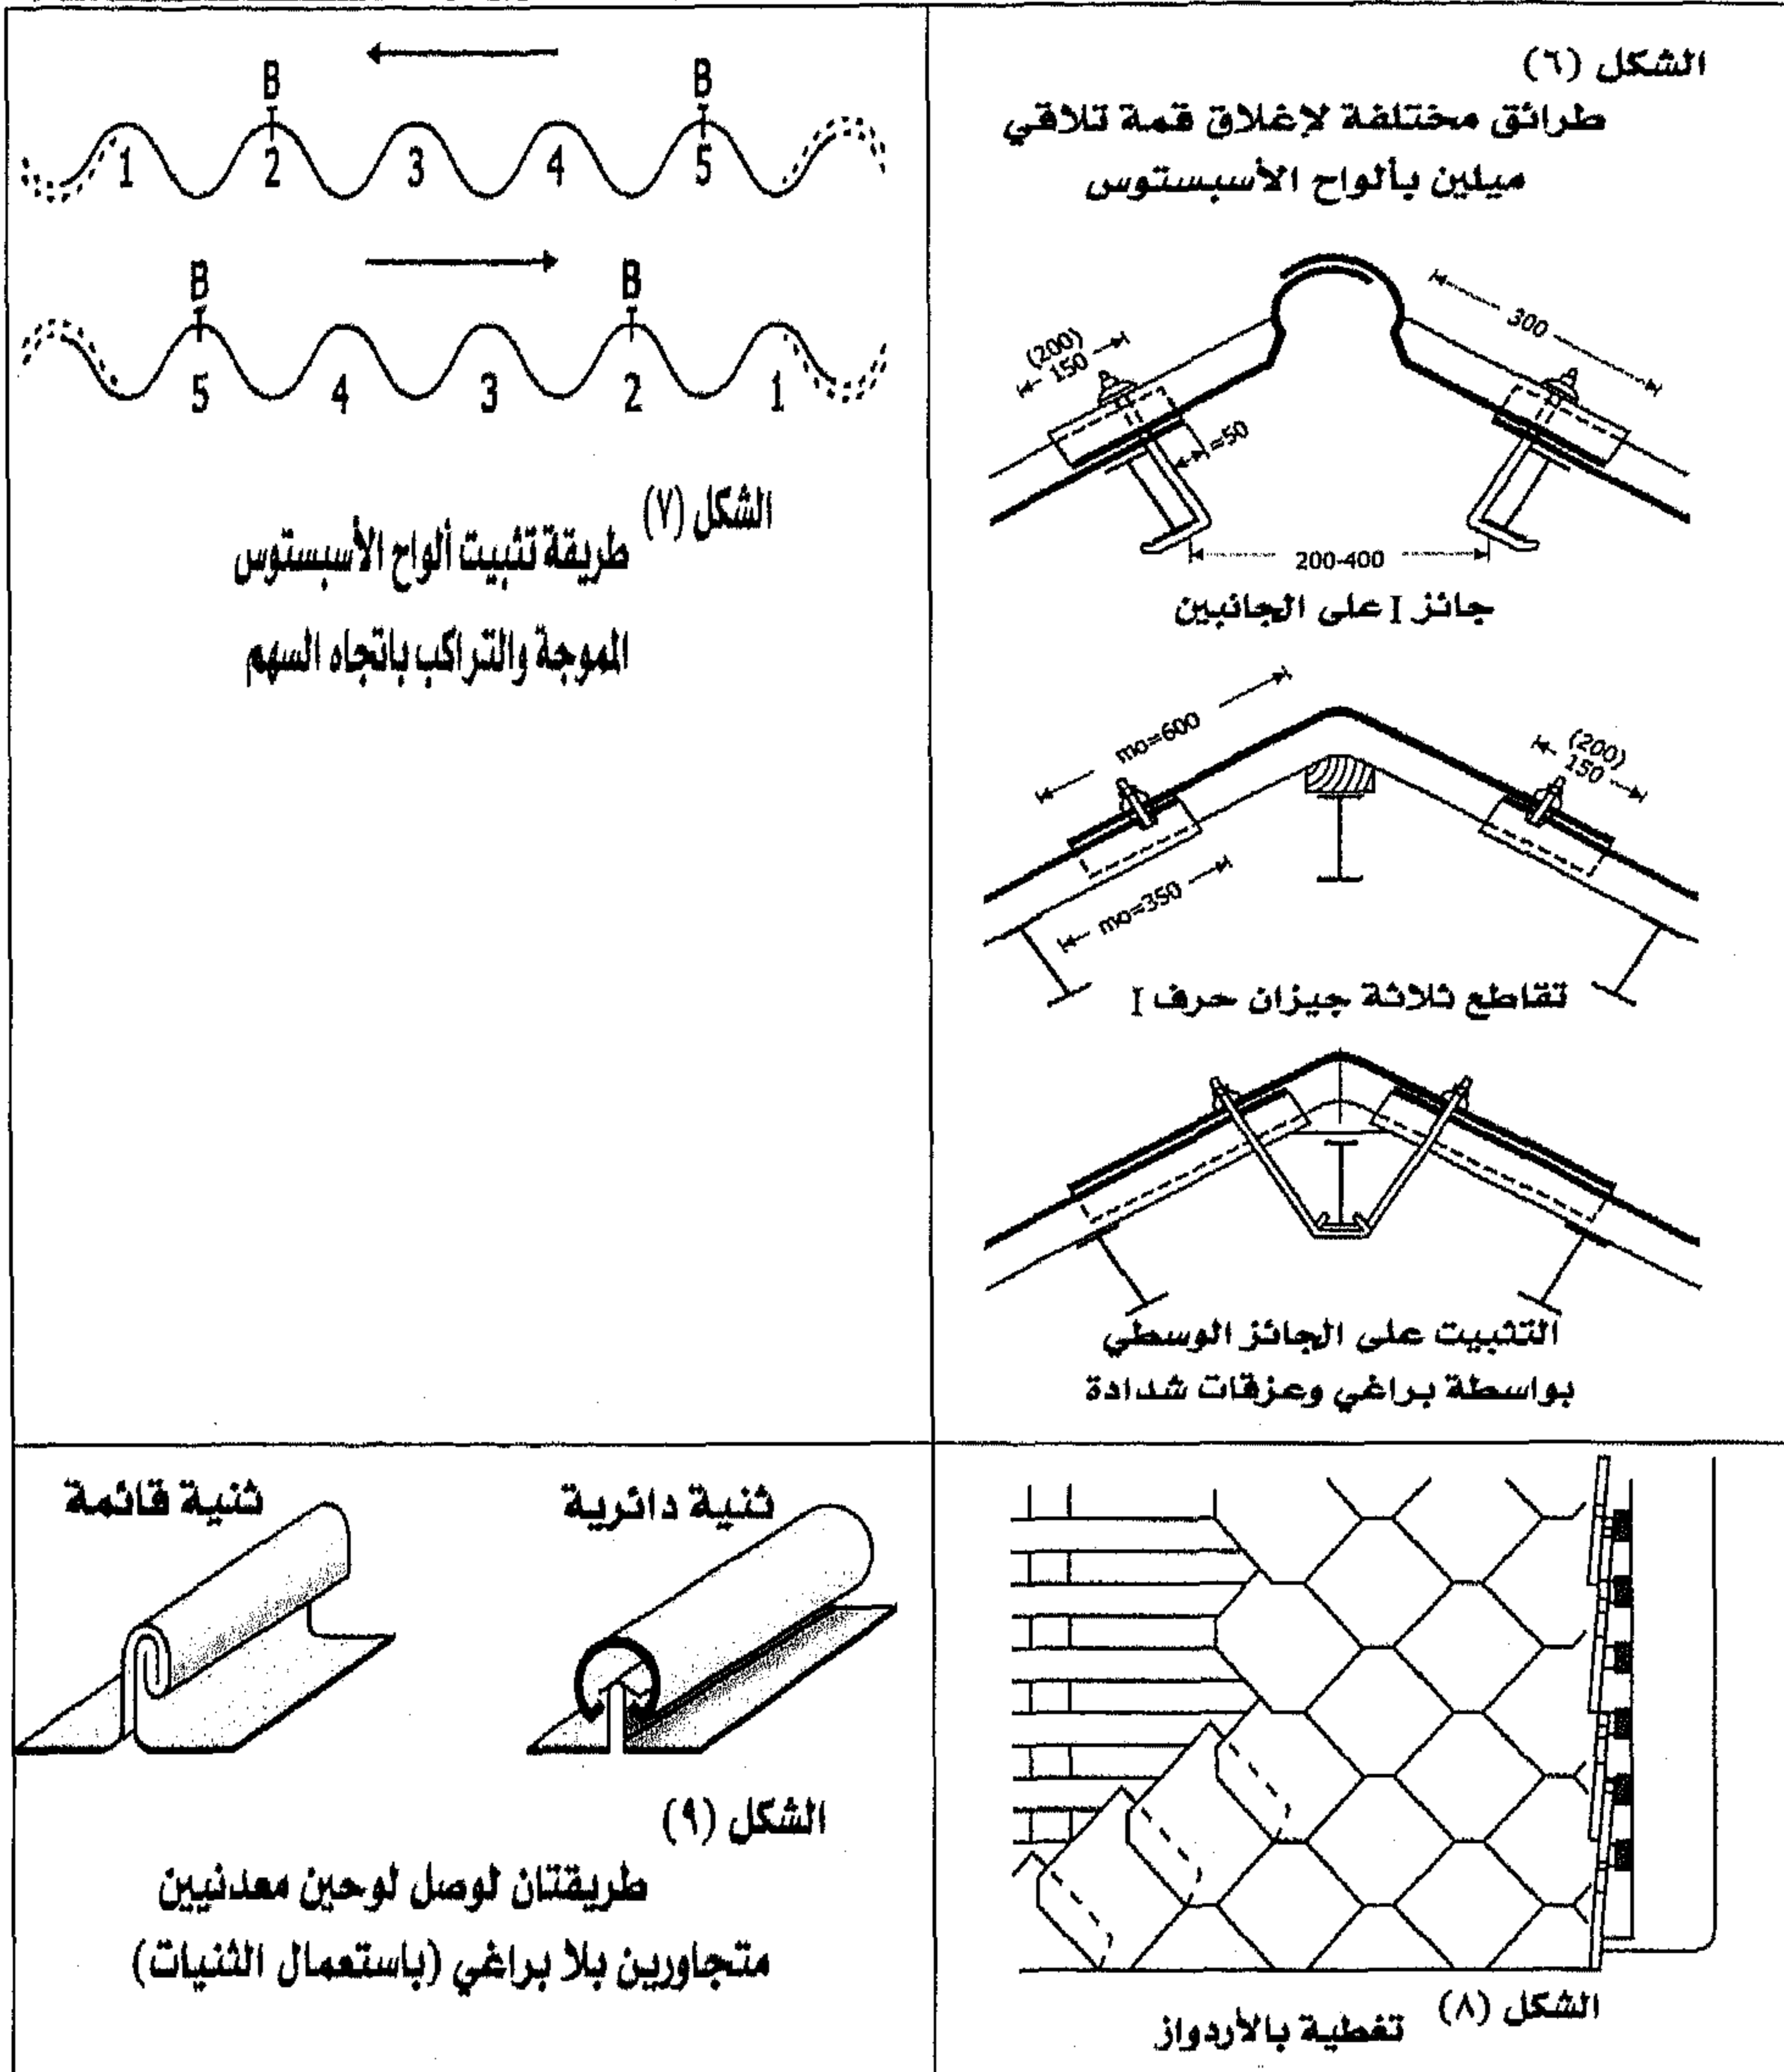 الشكل (٦)
طرائق مختلفة لإغلاق قمة تلاقي
ميلين بألواح الأسبستوس
300
(200)
150
=50
200-400
جائز I على الجانبين
mo=600
(200)
150
mo=350
تقاطع ثلاثة جيزان حرف I
التثبيت على الجائز الوسطي
بواسطة براغي وعزقات شدادة
B B
1 2 3 4 5
B B
5 4 3 2 1
الشكل (٧)
طريقة تثبيت ألواح الأسبستوس
الموجة والتراكب باتجاه السهم
الشكل (٨) تغطية بالأردواز
ثنية دائرية
ثنية قائمة
الشكل (٩)
طريقتان لوصل لوحين معدنيين
متجاورين بلا براغي (باستعمال الثنيات)